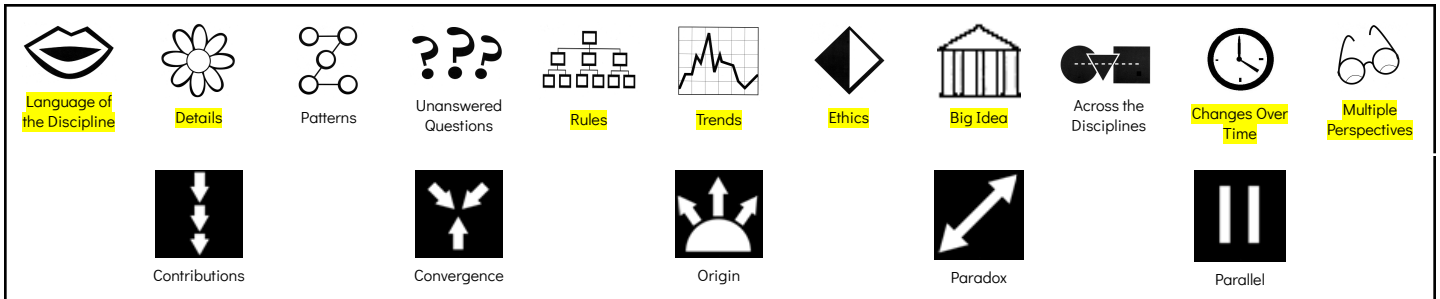 Language of
the Discipline
Details
Patterns
Unanswered
Questions
Rules
Trends
Ethics
Big Idea
Across the
Disciplines
Changes Over
Time
Multiple
Perspectives
Contributions
Convergence
Origin
Paradox
Parallel